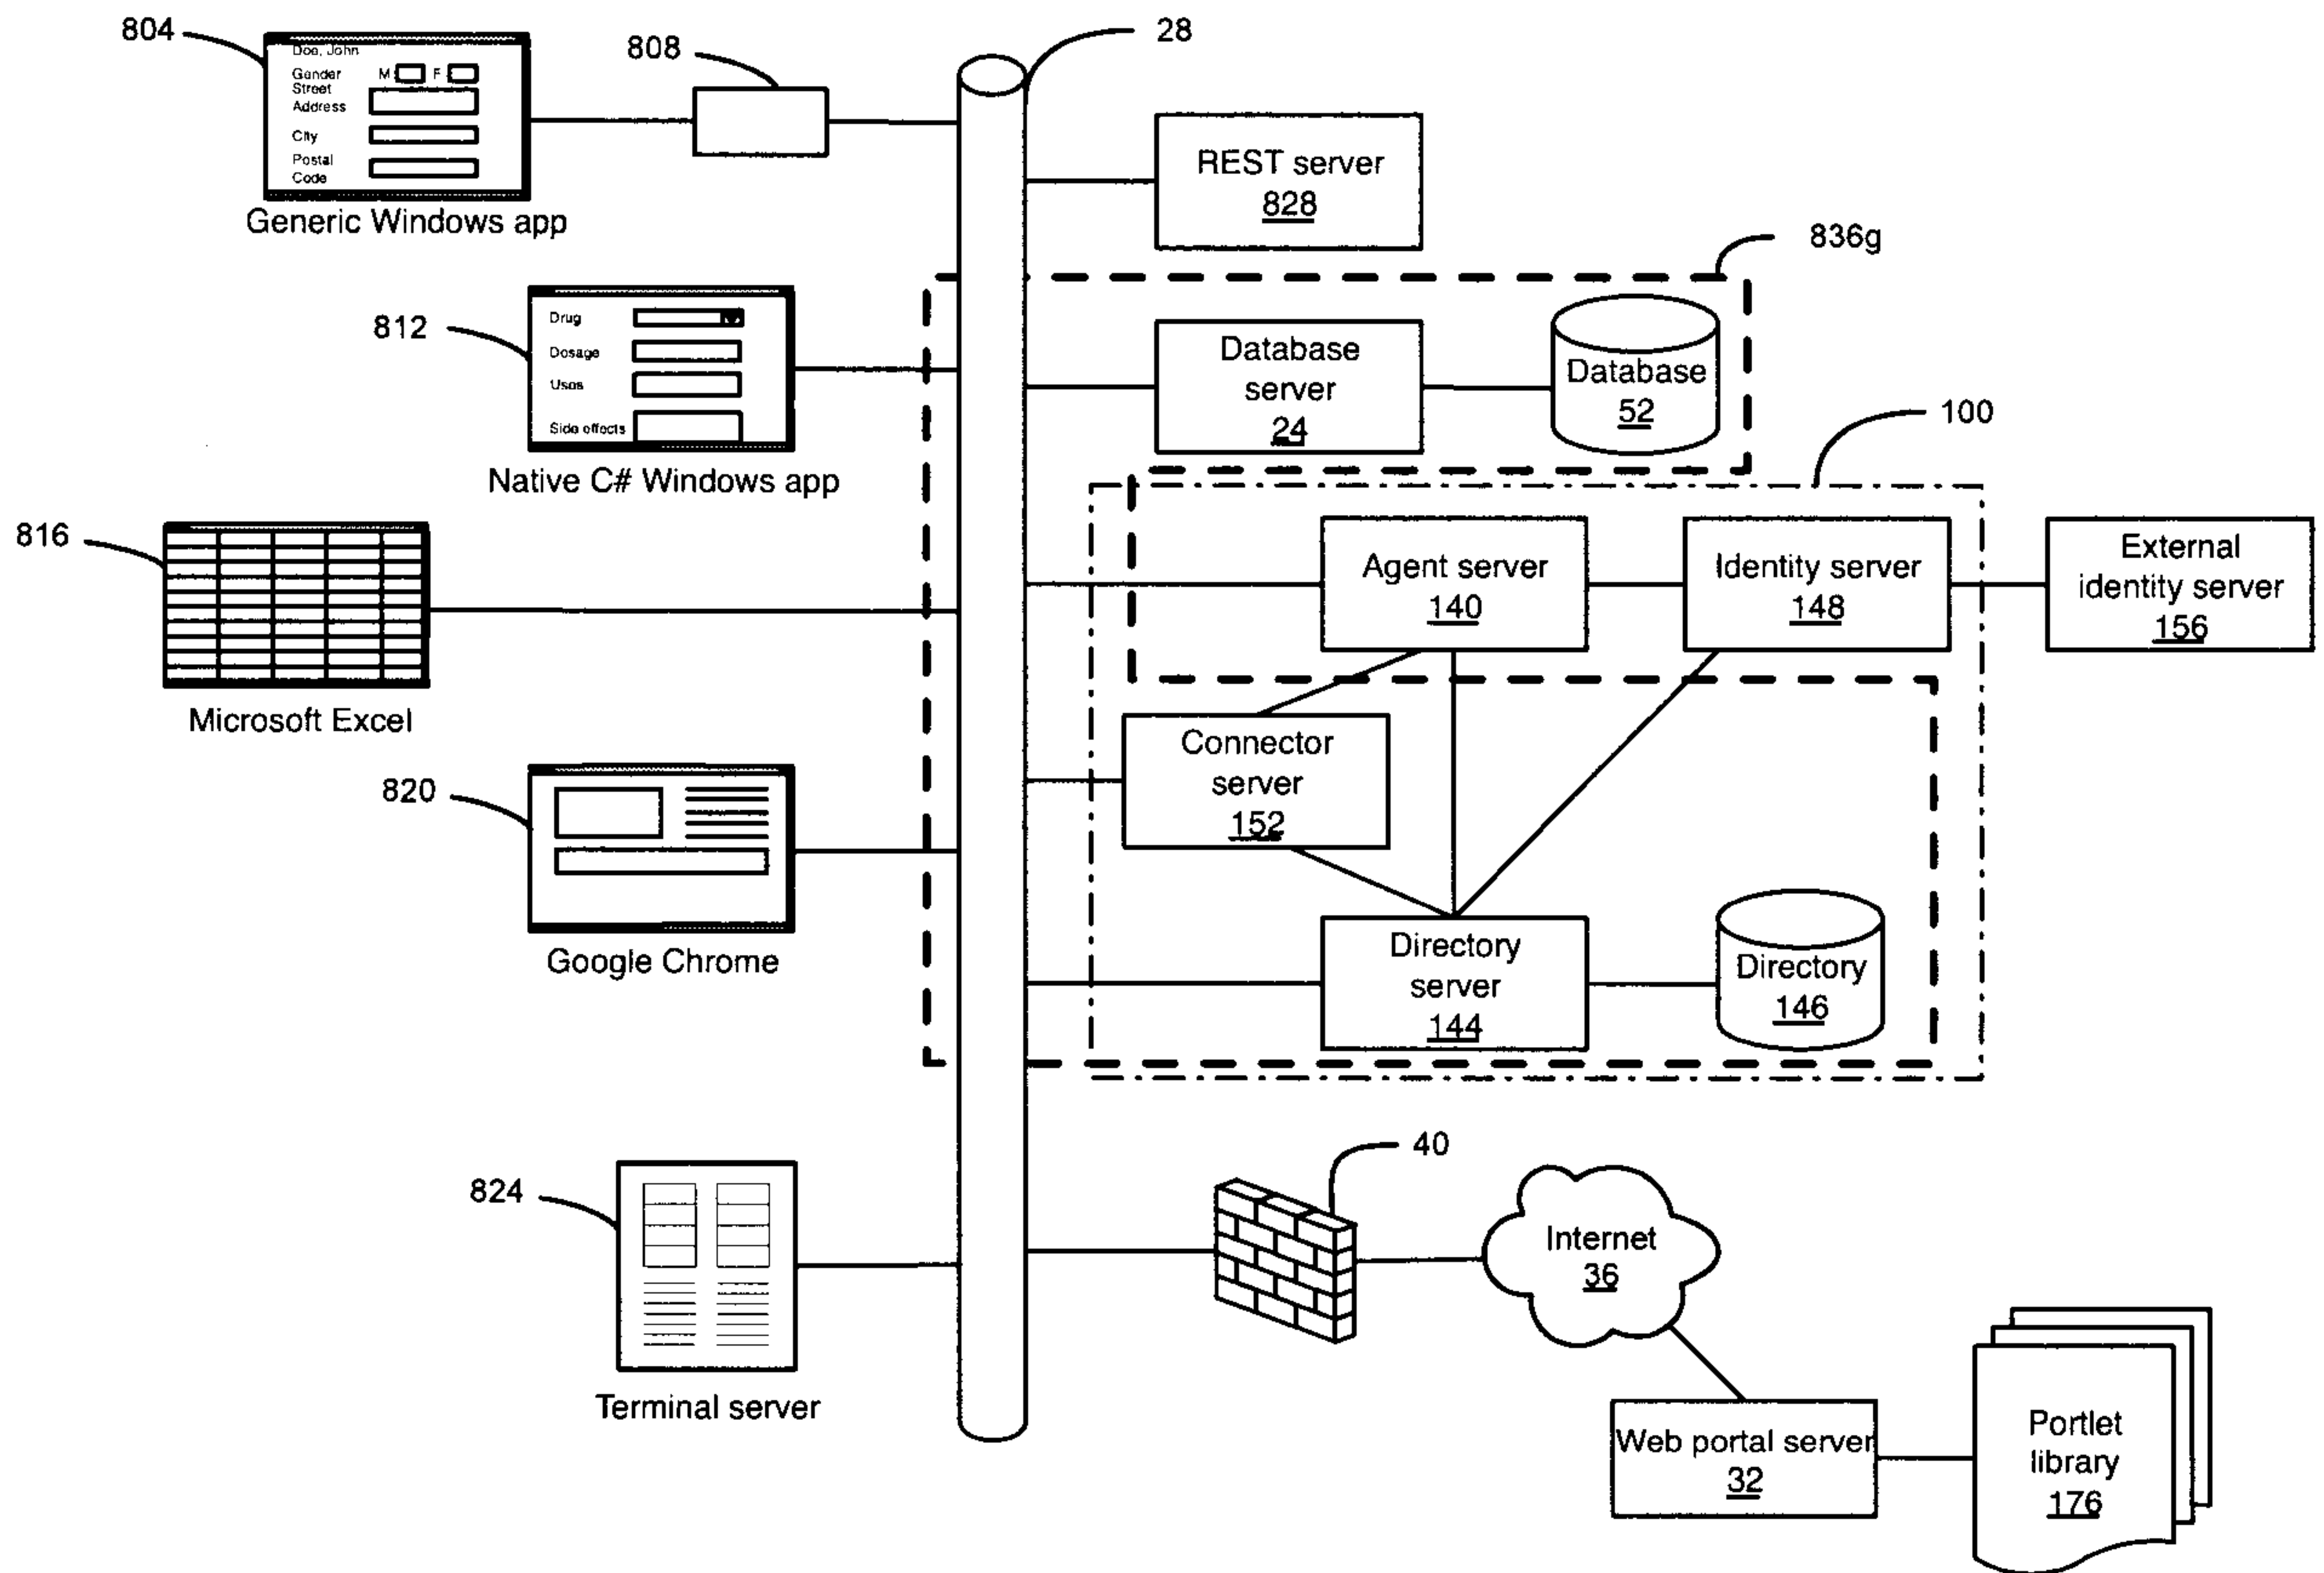 804
Doe, John
Gender M F
Street
Address
City
Postal
Code
Generic Windows app
808
28
REST server
828
836g
812
Drug
Dosage
Uses
Side effects
Native C# Windows app
Database
server
24
Database
52
100
816
Microsoft Excel
Agent server
140
Identity server
148
External
identity server
156
820
Google Chrome
Connector
server
152
Directory
server
144
Directory
146
824
Terminal server
40
Internet
36
Web portal server
32
Portlet
library
176